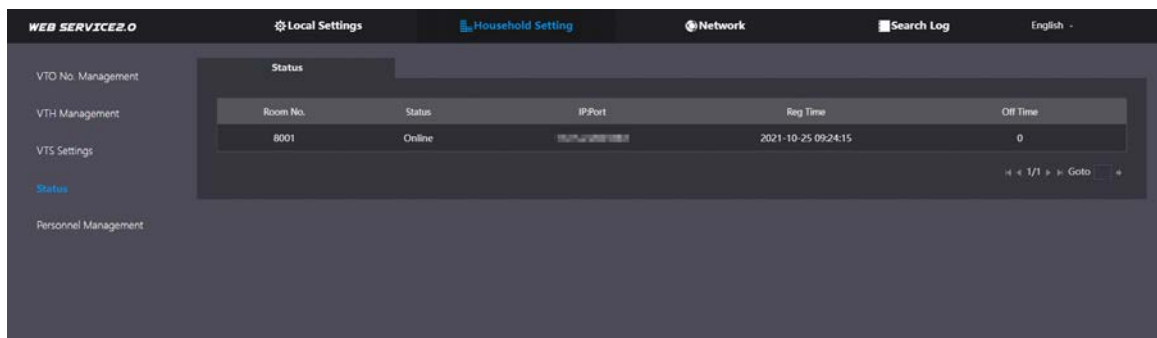 WEB SERVICE2.0 Local Settings Household Setting Network Search Log English
VTO No. Management
VTH Management
VTS Settings
Status
Personnel Management
Status
Room No. Status IP:Port Reg Time Off Time
8001 Online 2021-10-25 09:24:15 0
1/1 Goto